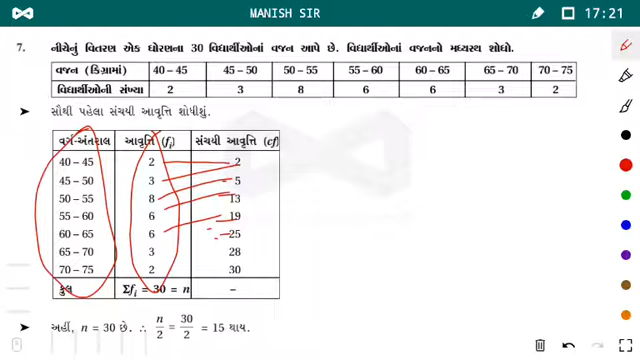 MANISH SIR
17:21
7. નીચેનું વિતરણ એક ધોરણના 30 વિદ્યાર્થીઓનાં વજન આપે છે. વિદ્યાર્થીઓનાં વજનનો મધ્યસ્થ શોધો.
વજન (કિગ્રામાં) 40 – 45 45 – 50 50 – 55 55 – 60 60 – 65 65 – 70 70 – 75
વિદ્યાર્થીઓની સંખ્યા 2 3 8 6 6 3 2
➤ સૌથી પહેલા સંચયી આવૃત્તિ શોધીશું.
વર્ગ-અંતરાલ આવૃત્તિ (fᵢ) સંચયી આવૃત્તિ (cf)
40 – 45 2 2
45 – 50 3 5
50 – 55 8 13
55 – 60 6 19
60 – 65 6 25
65 – 70 3 28
70 – 75 2 30
કુલ Σfᵢ = 30 = n –
➤ અહીં, n = 30 છે. ∴ n/2 = 30/2 = 15 થાય.